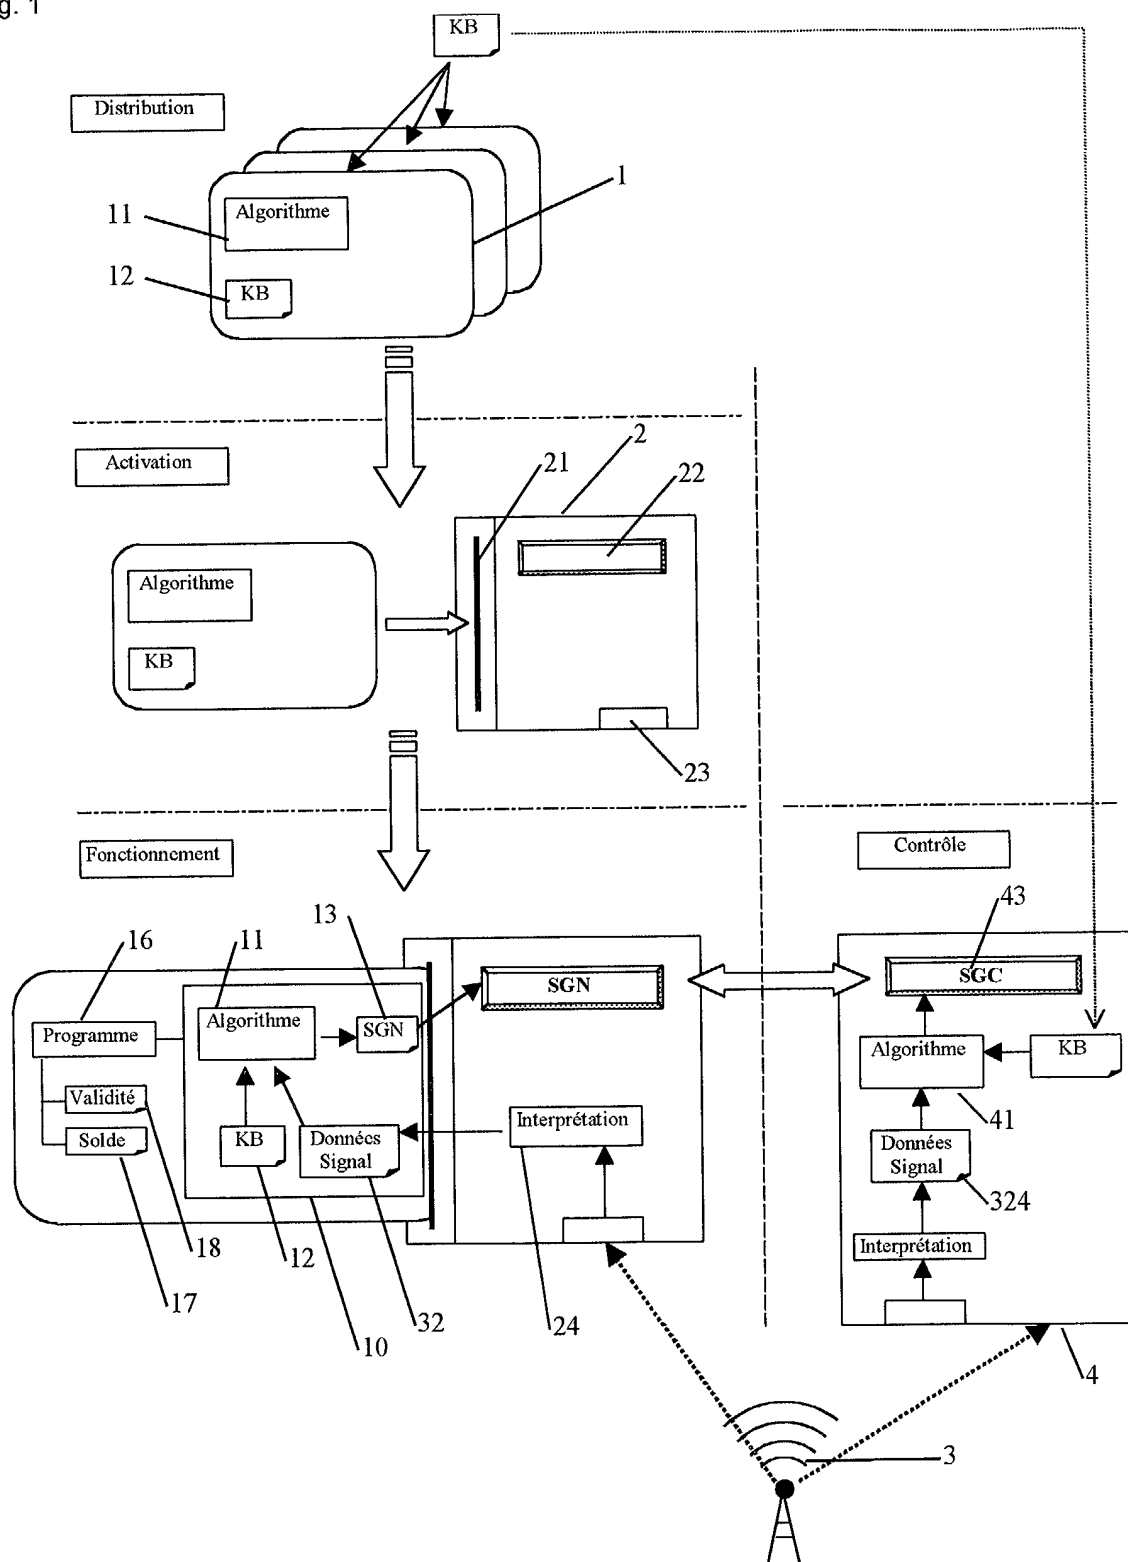 g. 1
KB
Distribution
1
Algorithme
11
12
KB
Activation
2
21
22
Algorithme
KB
23
Fonctionnement
Contrôle
13
43
16
11
SGN
SGC
Algorithme
SGN
Programme
Algorithme
KB
Validité
41
Interprétation
Solde
KB
Données
Signal
Données
Signal
324
18
12
Interprétation
17
32
24
10
4
3